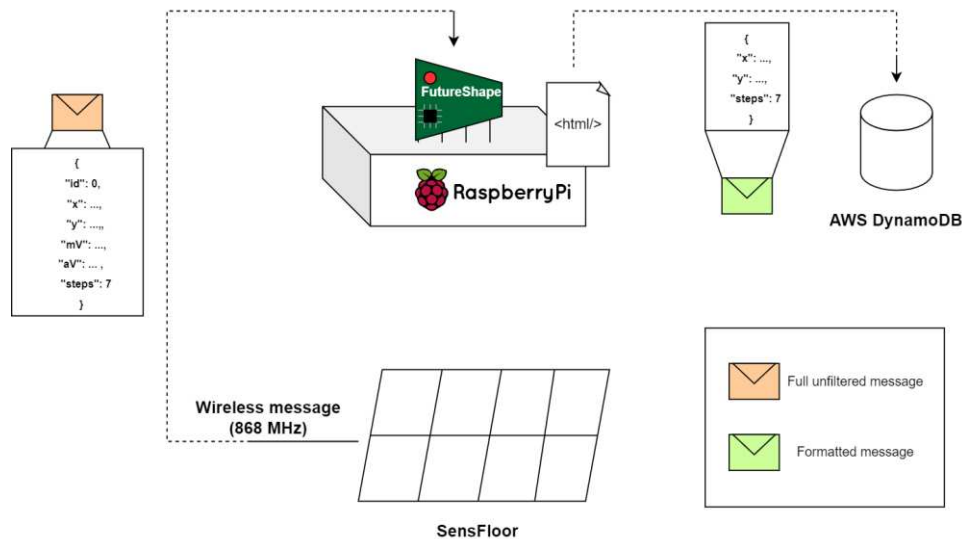 {
"id": 0,
"x": ...,
"y": ...,,
"mV": ...,
"aV": ... ,
"steps": 7
}
FutureShape
<html/>
RaspberryPi
{
"x": ...,
"y": ...,
"steps": 7
}
AWS DynamoDB
Wireless message
(868 MHz)
SensFloor
Full unfiltered message
Formatted message